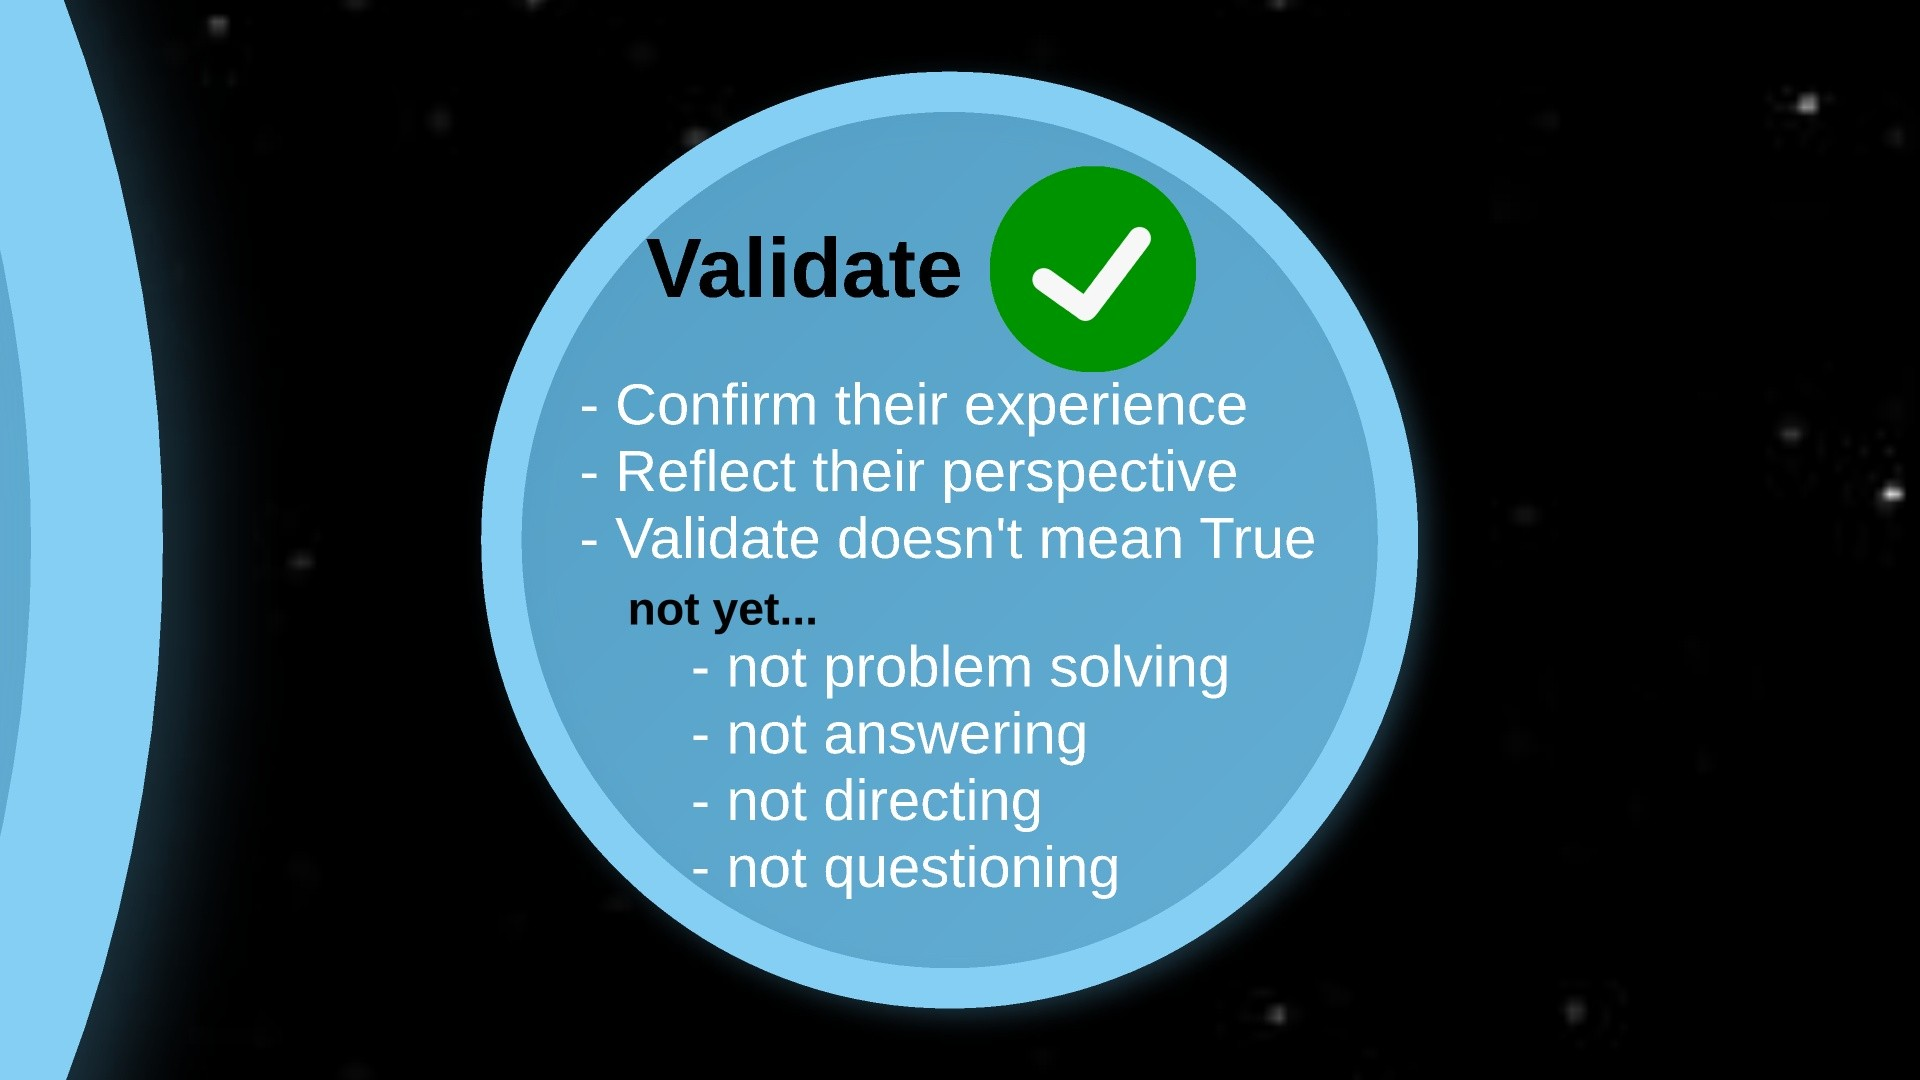 Validate
- Confirm their experience
- Reflect their perspective
- Validate doesn't mean True
not yet...
- not problem solving
- not answering
- not directing
- not questioning